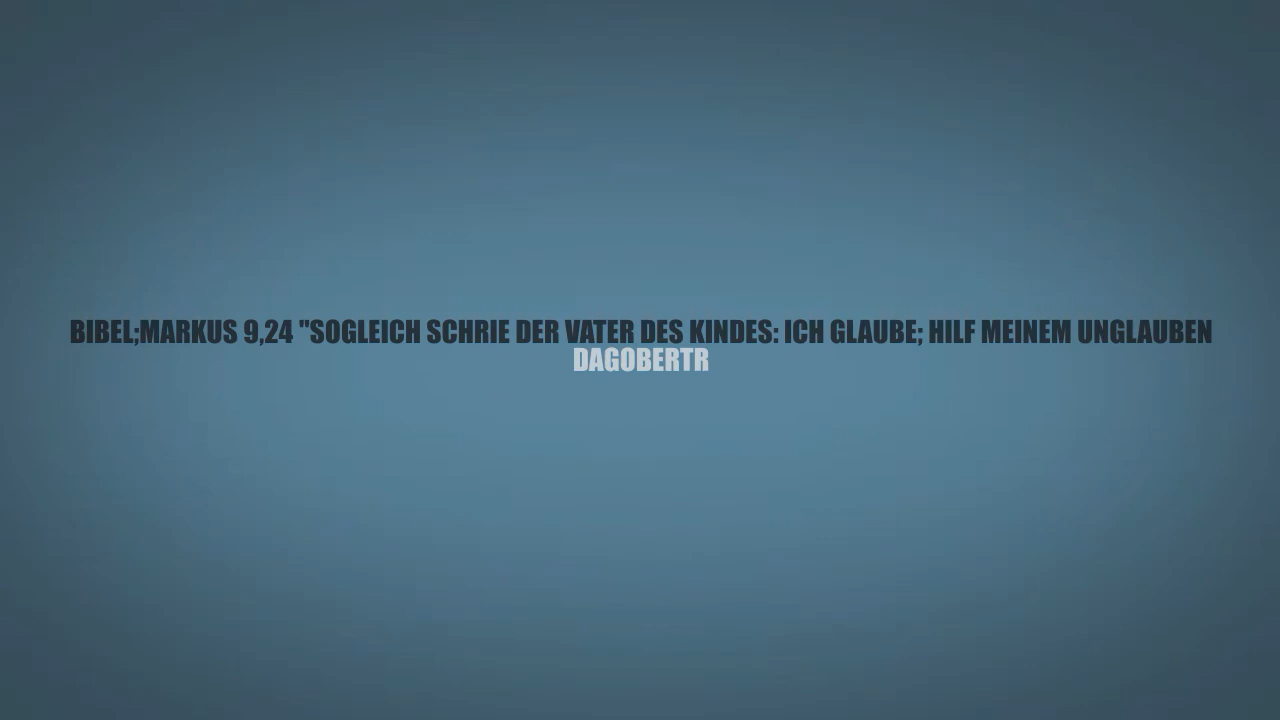 BIBEL;MARKUS 9,24 "SOGLEICH SCHRIE DER VATER DES KINDES: ICH GLAUBE; HILF MEINEM UNGLAUBEN
DAGOBERTR